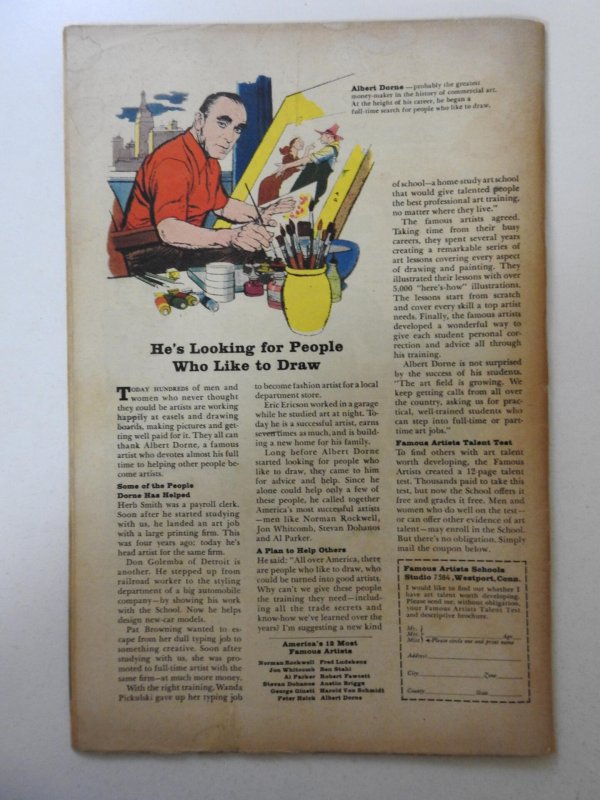 Albert Dorne — probably the greatest
money-maker in the history of commercial art.
At the height of his career, he began a
full-time search for people who like to draw.
He's Looking for People
Who Like to Draw
TODAY HUNDREDS of men and
women who never thought
they could be artists are working
happily at easels and drawing
boards, making pictures and get-
ting well paid for it. They all can
thank Albert Dorne, a famous
artist who devotes almost his full
time to helping other people be-
come artists.
Some of the People
Dorne Has Helped
Herb Smith was a payroll clerk.
Soon after he started studying
with us, he landed an art job
with a large printing firm. This
was four years ago; today he's
head artist for the same firm.
Don Golemba of Detroit is
another. He stepped up from
railroad worker to the styling
department of a big automobile
company—by showing his work
with the School. Now he helps
design new-car models.
Pat Browning wanted to es-
cape from her dull typing job to
something creative. Soon after
studying with us, she was pro-
moted to full-time artist with the
same firm—at much more money.
With the right training, Wanda
Pickulski gave up her typing job
to become fashion artist for a local
department store.
Eric Ericson worked in a garage
while he studied art at night. To-
day he is a successful artist, earns
seven times as much, and is build-
ing a new home for his family.
Long before Albert Dorne
started looking for people who
like to draw, they came to him
for advice and help. Since he
alone could help only a few of
these people, he called together
America's most successful artists
—men like Norman Rockwell,
Jon Whitcomb, Stevan Dohanos
and Al Parker.
A Plan to Help Others
He said: "All over America, there
are people who like to draw, who
could be turned into good artists.
Why can't we give these people
the training they need—includ-
ing all the trade secrets and
know-how we've learned over the
years? I'm suggesting a new kind
America's 12 Most
Famous Artists
Norman Rockwell Fred Ludekens
Jon Whitcomb Ben Stahl
Al Parker Robert Fawcett
Stevan Dohanos Austin Briggs
George Giusti Harold Von Schmidt
Peter Helck Albert Dorne
of school—a home study art school
that would give talented people
the best professional art training,
no matter where they live."
The famous artists agreed.
Taking time from their busy
careers, they spent several years
creating a remarkable series of
art lessons covering every aspect
of drawing and painting. They
illustrated their lessons with over
5,000 "here's-how" illustrations.
The lessons start from scratch
and cover every skill a top artist
needs. Finally, the famous artists
developed a wonderful way to
give each student personal cor-
rection and advice all through
his training.
Albert Dorne is not surprised
by the success of his students.
"The art field is growing. We
keep getting calls from all over
the country, asking us for prac-
tical, well-trained students who
can step into full-time or part-
time art jobs."
Famous Artists Talent Test
To find others with art talent
worth developing, the Famous
Artists created a 12-page talent
test. Thousands paid to take this
test, but now the School offers it
free and grades it free. Men and
women who do well on the test—
or can offer other evidence of art
talent—may enroll in the School.
But there's no obligation. Simply
mail the coupon below.
Famous Artists Schools
Studio 7384, Westport, Conn.
I would like to find out whether I
have art talent worth developing.
Please send me, without obligation,
your Famous Artists Talent Test
and descriptive brochure.
Mr.
Mrs. Age
Miss (Please circle one and print name)
Address
City Zone
County State